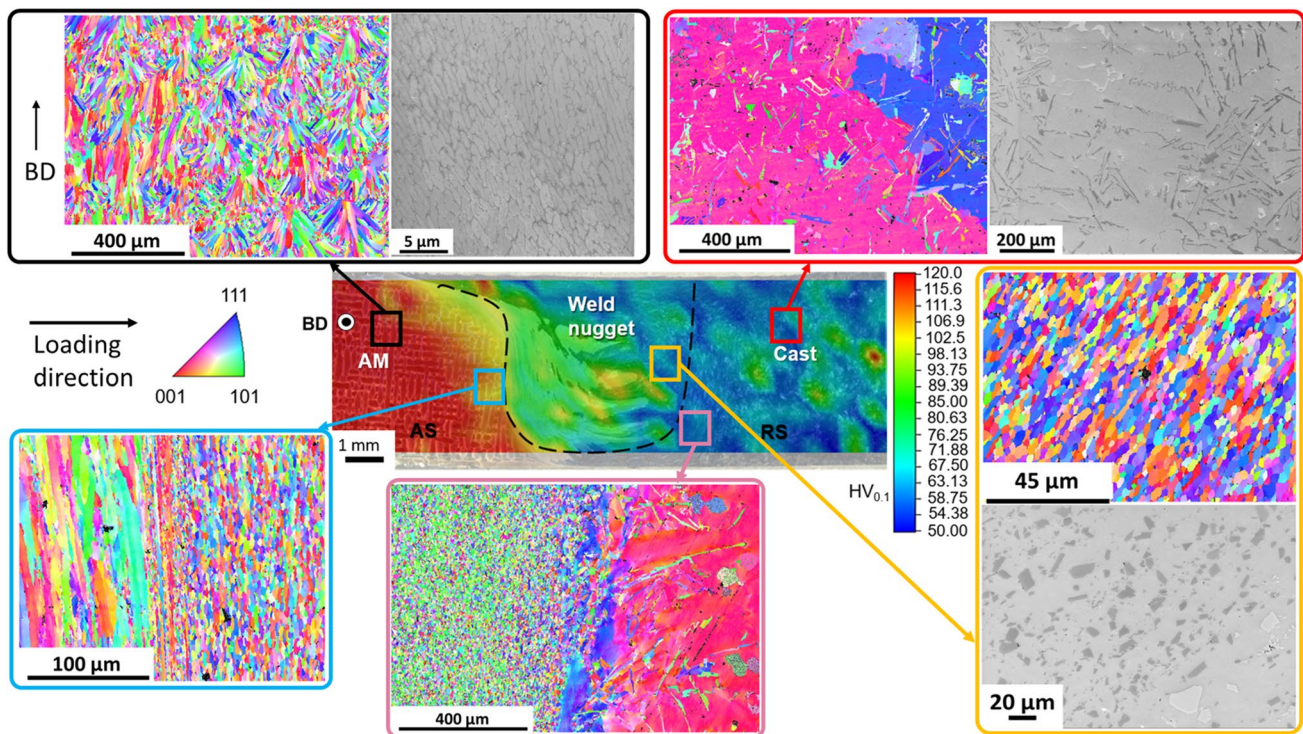 BD
400 µm
5 µm
400 µm
200 µm
Loading
direction
111
001
101
BD
AM
AS
1 mm
Weld
nugget
Cast
RS
HV0.1
120.0
115.6
111.3
106.9
102.5
98.13
93.75
89.39
85.00
80.63
76.25
71.88
67.50
63.12
58.75
54.38
50.00
45 µm
100 µm
400 µm
20 µm